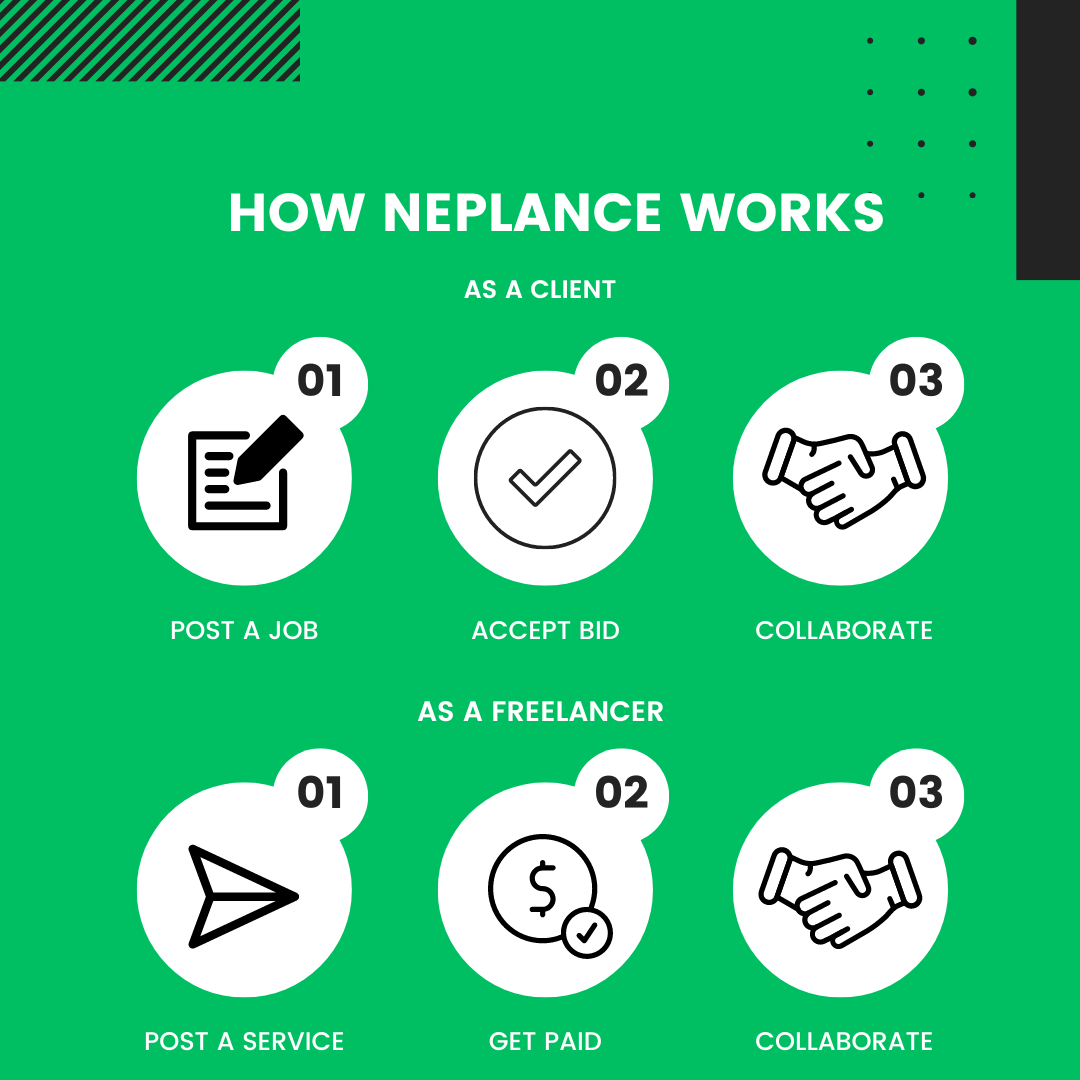 HOW NEPLANCE WORKS
AS A CLIENT
01
02
03
POST A JOB
ACCEPT BID
COLLABORATE
AS A FREELANCER
01
02
03
$
POST A SERVICE
GET PAID
COLLABORATE